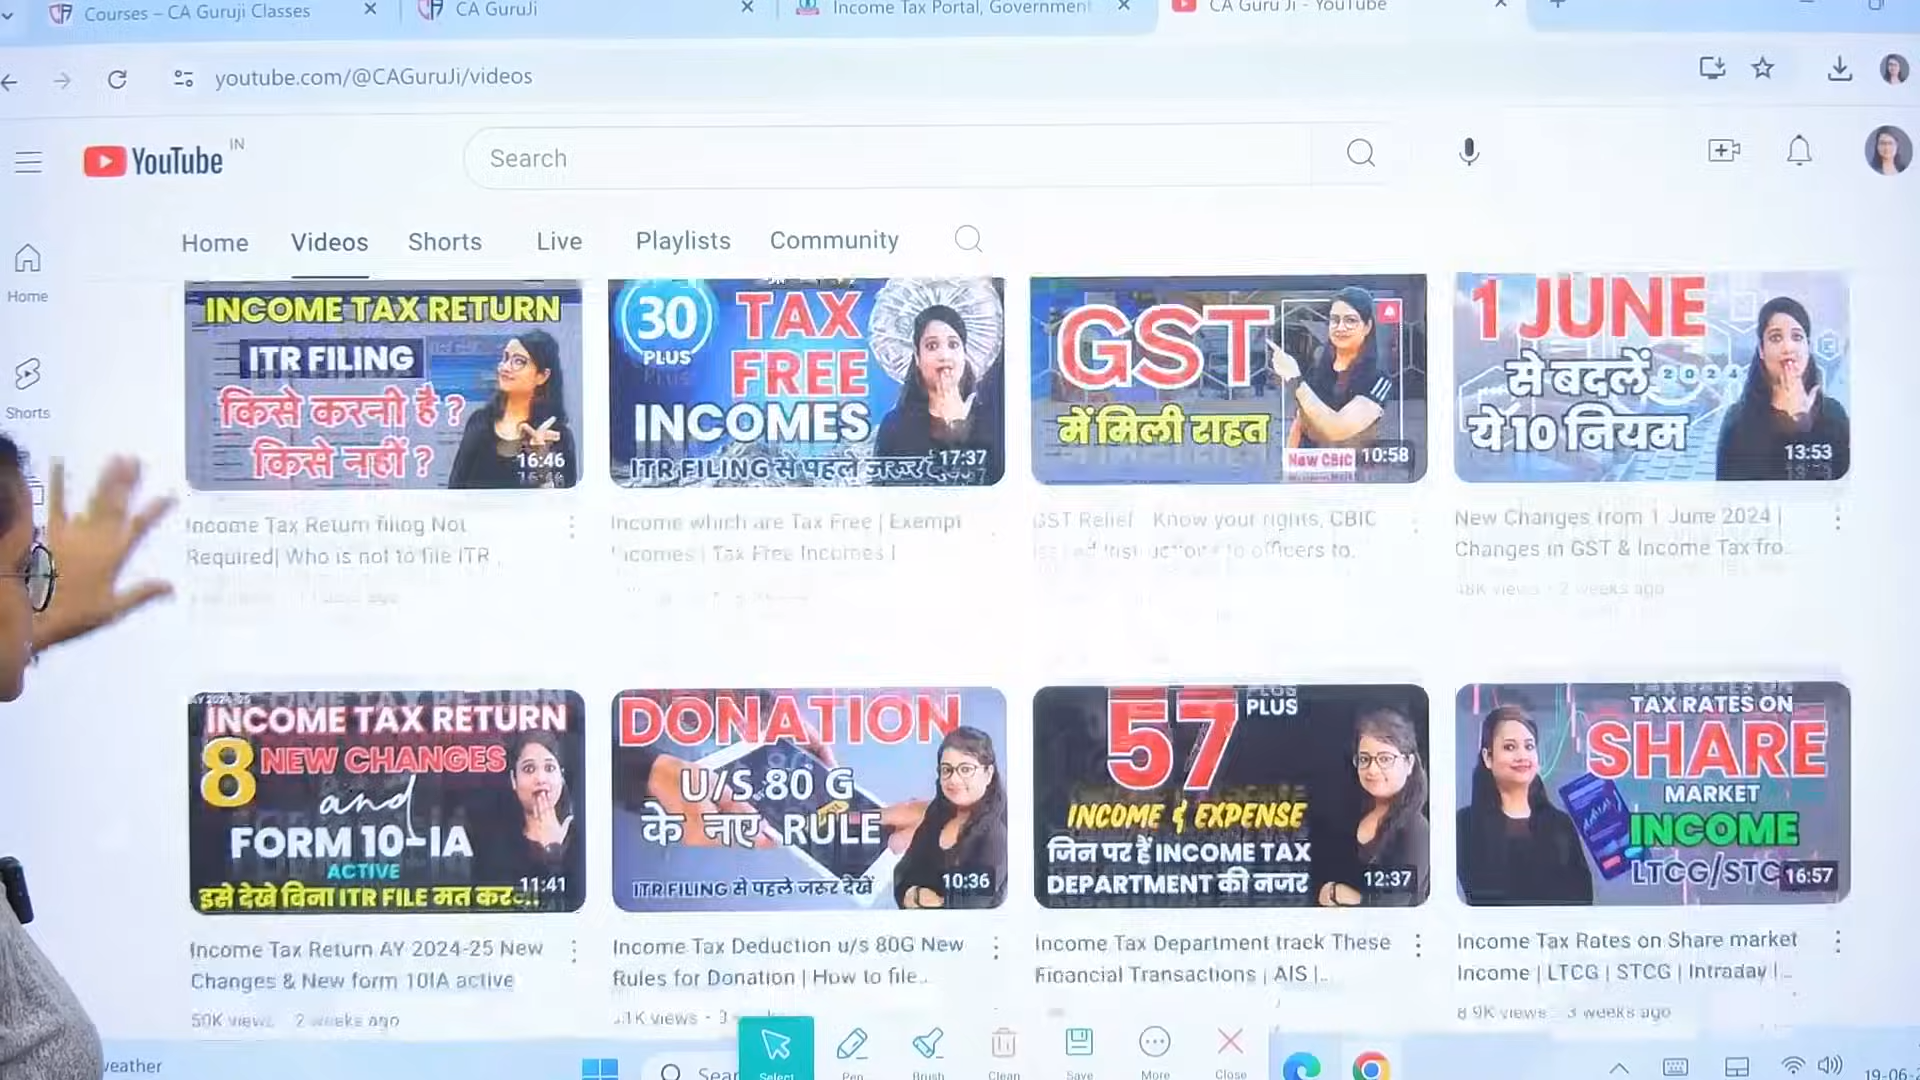 Courses – CA Guruji Classes
CA GuruJi
Income Tax Portal, Government
CA Guru Ji - YouTube
youtube.com/@CAGuruJi/videos
YouTube IN
Search
Home
Videos
Shorts
Live
Playlists
Community
Home
Shorts
INCOME TAX RETURN
ITR FILING
किसे करनी है ?
किसे नहीं ?
16:46
30
PLUS
TAX
FREE
INCOMES
ITR FILING से पहले जरूर
17:37
GST
में मिली राहत
New CBIC
10:58
1 JUNE
से बदलें 2024
ये 10 नियम
13:53
Income Tax Return filing Not
Required| Who is not to file ITR
Income which are Tax Free | Exempt
Incomes | Tax Free Incomes |
GST Relief Know your rights, CBIC
to officers to.
New Changes from 1 June 2024 |
Changes in GST & Income Tax fro...
48K views 2 weeks ago
INCOME TAX RETURN
8 NEW CHANGES
and
FORM 10-IA
ACTIVE
इसे देखे बिना ITR FILE मत कर...
11:41
DONATION
U/S.80 G
के नए RULE
ITR FILING से पहले जरूर देखें
10:36
57 PLUS
INCOME & EXPENSE
जिन पर हैं INCOME TAX
DEPARTMENT की नजर
12:37
TAX RATES ON
SHARE
MARKET
INCOME
LTCG/STC
16:57
Income Tax Return AY 2024-25 New
Changes & New form 10IA active
50K views 2 weeks ago
Income Tax Deduction u/s 80G New
Rules for Donation | How to file...
Income Tax Department track These
Financial Transactions | AIS |..
Income Tax Rates on Share market
Income | LTCG | STCG | Intraday |...
8.9K views 3 weeks ago
weather
Select
Pen
Brush
Clean
Save
More
Close